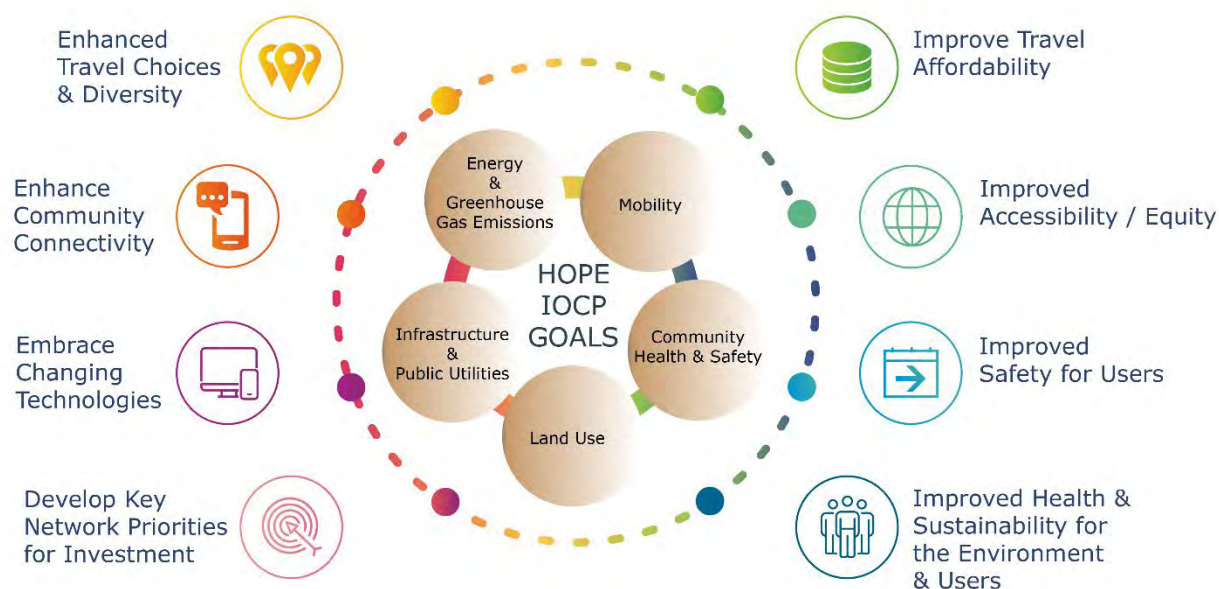 Enhanced
Travel Choices
& Diversity
Enhance
Community
Connectivity
Embrace
Changing
Technologies
Develop Key
Network Priorities
for Investment
Energy
&
Greenhouse
Gas Emissions
Mobility
HOPE
IOCP
GOALS
Infrastructure
&
Public Utilities
Community
Health & Safety
Land Use
Improve Travel
Affordability
Improved
Accessibility / Equity
Improved
Safety for Users
Improved Health &
Sustainability for
the Environment
& Users